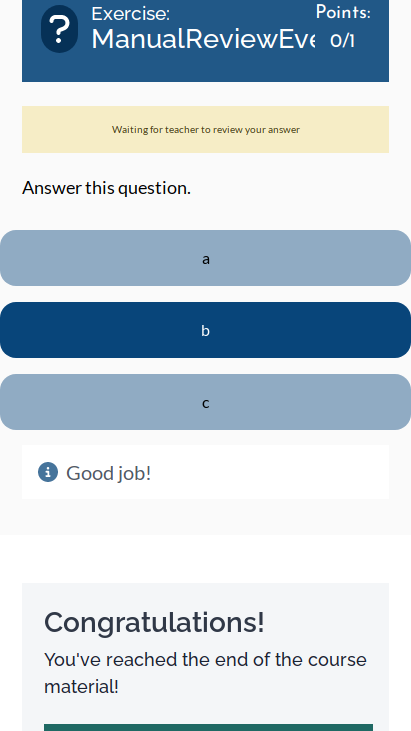 Exercise:
Points:
ManualReviewEve
0/1
Waiting for teacher to review your answer
Answer this question.
a
b
c
Good job!
Congratulations!
You've reached the end of the course
material!